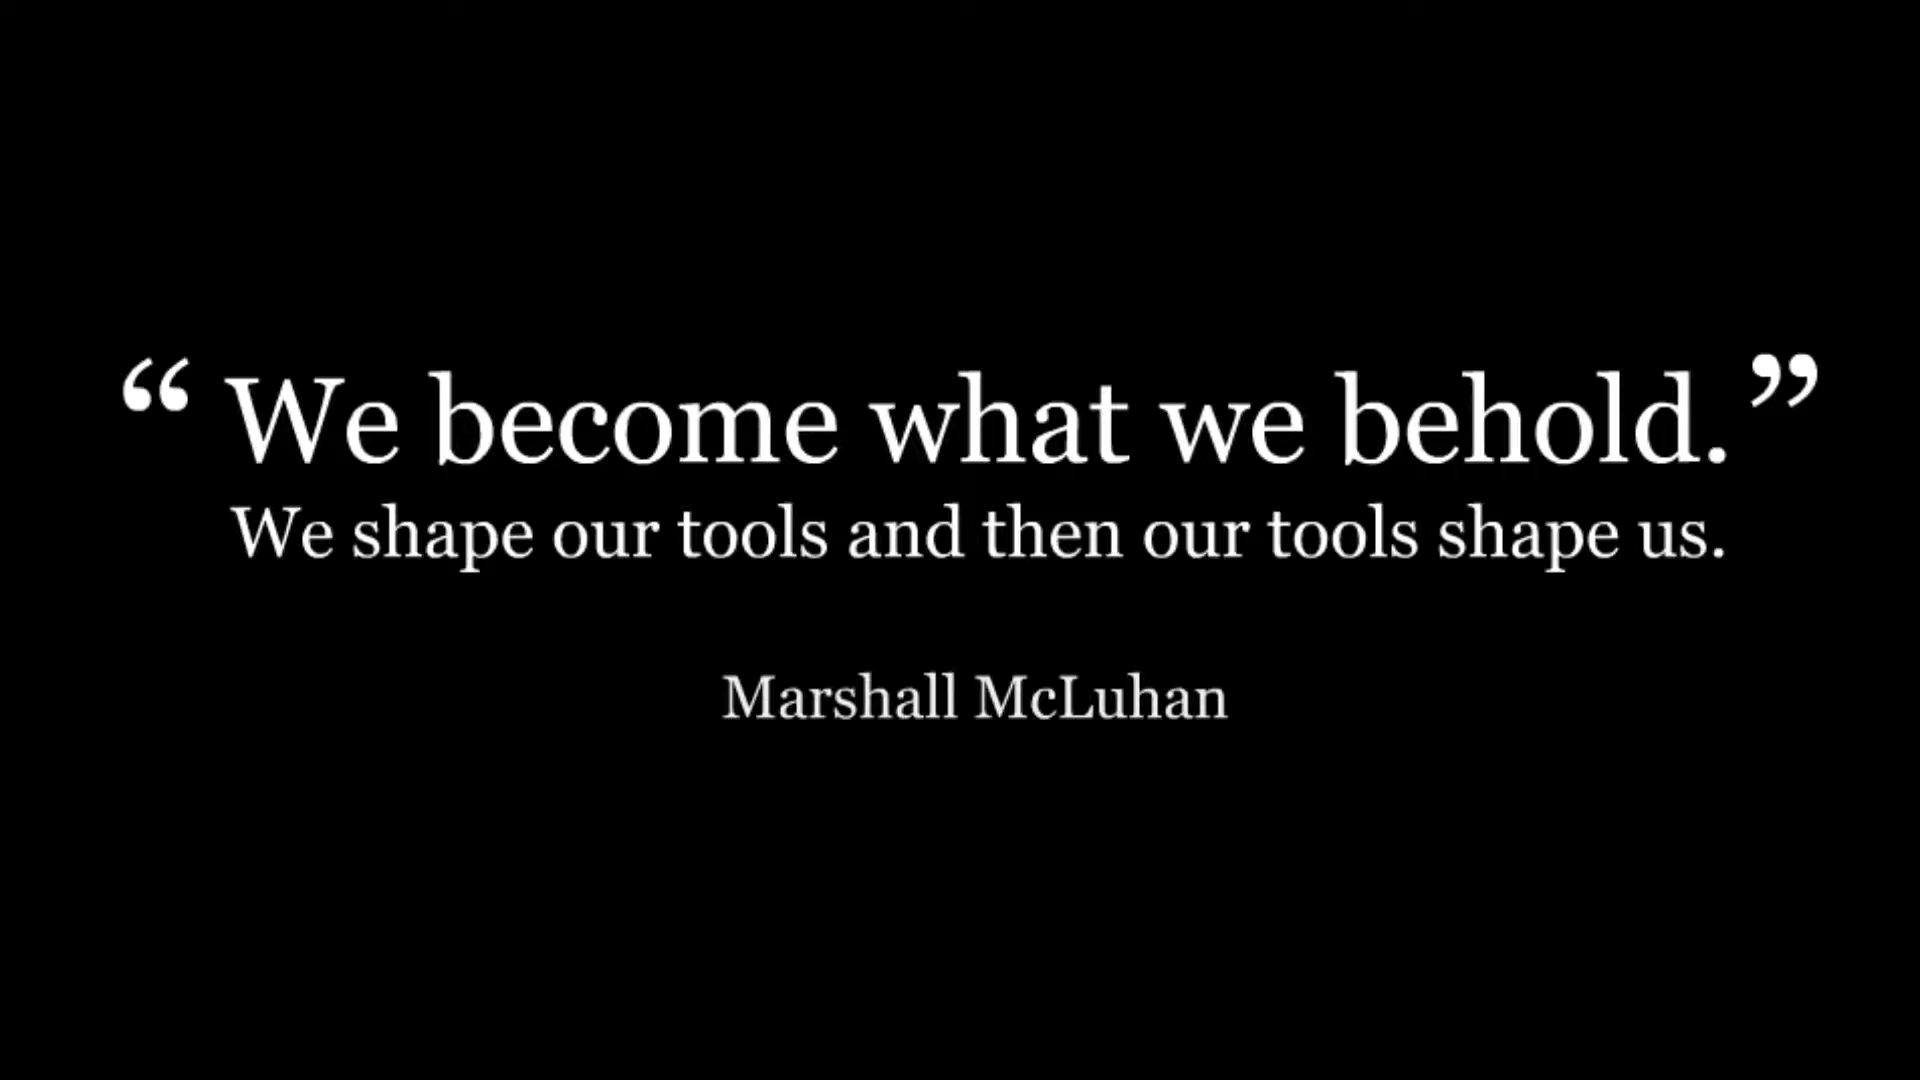 “ We become what we behold. ”
We shape our tools and then our tools shape us.
Marshall McLuhan